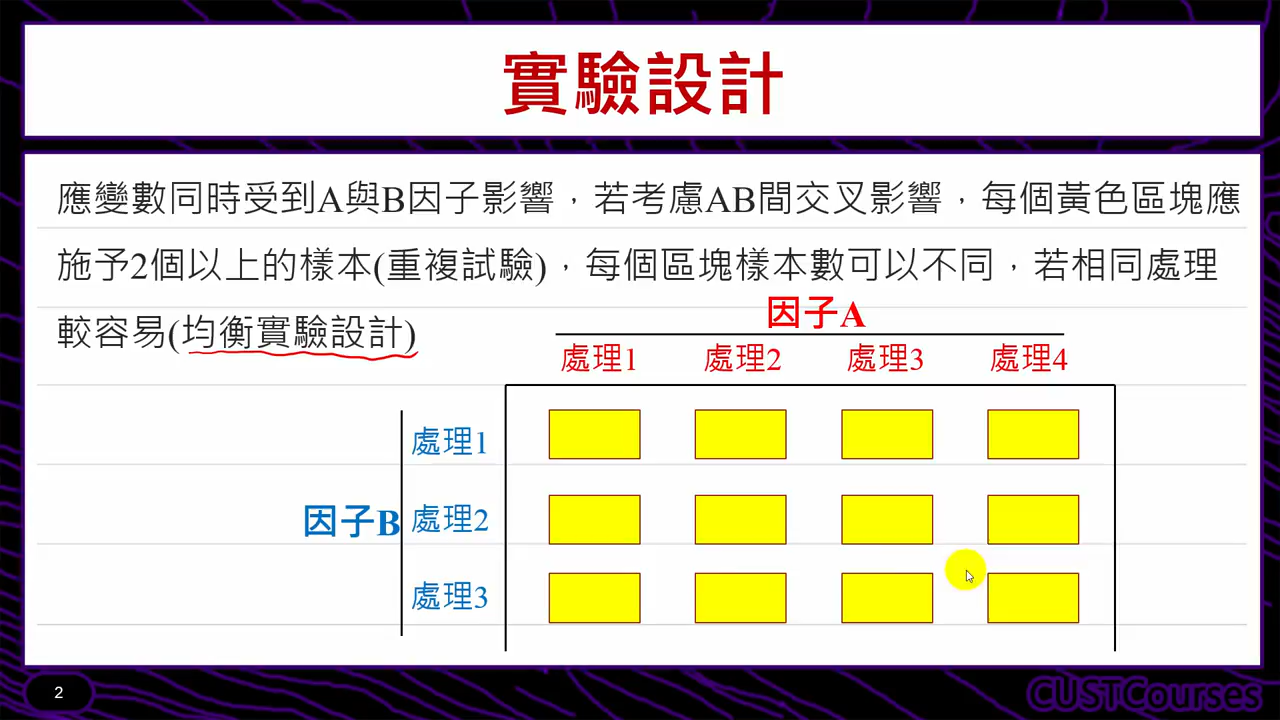 實驗設計
應變數同時受到A與B因子影響，若考慮AB間交叉影響，每個黃色區塊應
施予2個以上的樣本(重複試驗)，每個區塊樣本數可以不同，若相同處理
較容易(均衡實驗設計)
因子A
處理1 處理2 處理3 處理4
處理1
因子B 處理2
處理3
2
CUSTCourses